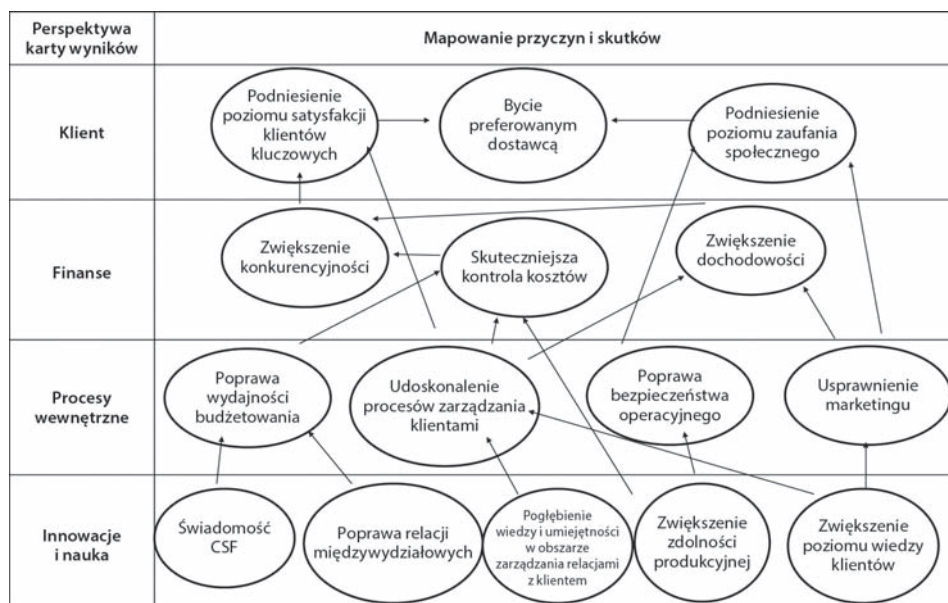 Perspektywa
karty wyników
Mapowanie przyczyn i skutków
Klient
Podniesienie
poziomu satysfakcji
klientów
kluczowych
Bycie
preferowanym
dostawcą
Podniesienie
poziomu zaufania
społecznego
Finanse
Zwiększenie
konkurencyjności
Skuteczniejsza
kontrola kosztów
Zwiększenie
dochodowości
Procesy
wewnętrzne
Poprawa
wydajności
budżetowania
Udoskonalenie
procesów zarządzania
klientami
Poprawa
bezpieczeństwa
operacyjnego
Usprawnienie
marketingu
Innowacje
i nauka
Świadomość
CSF
Poprawa relacji
międzywydziałowych
Pogłębienie
wiedzy i umiejętności
w obszarze
zarządzania relacjami
z klientem
Zwiększenie
zdolności
produkcyjnej
Zwiększenie
poziomu wiedzy
klientów